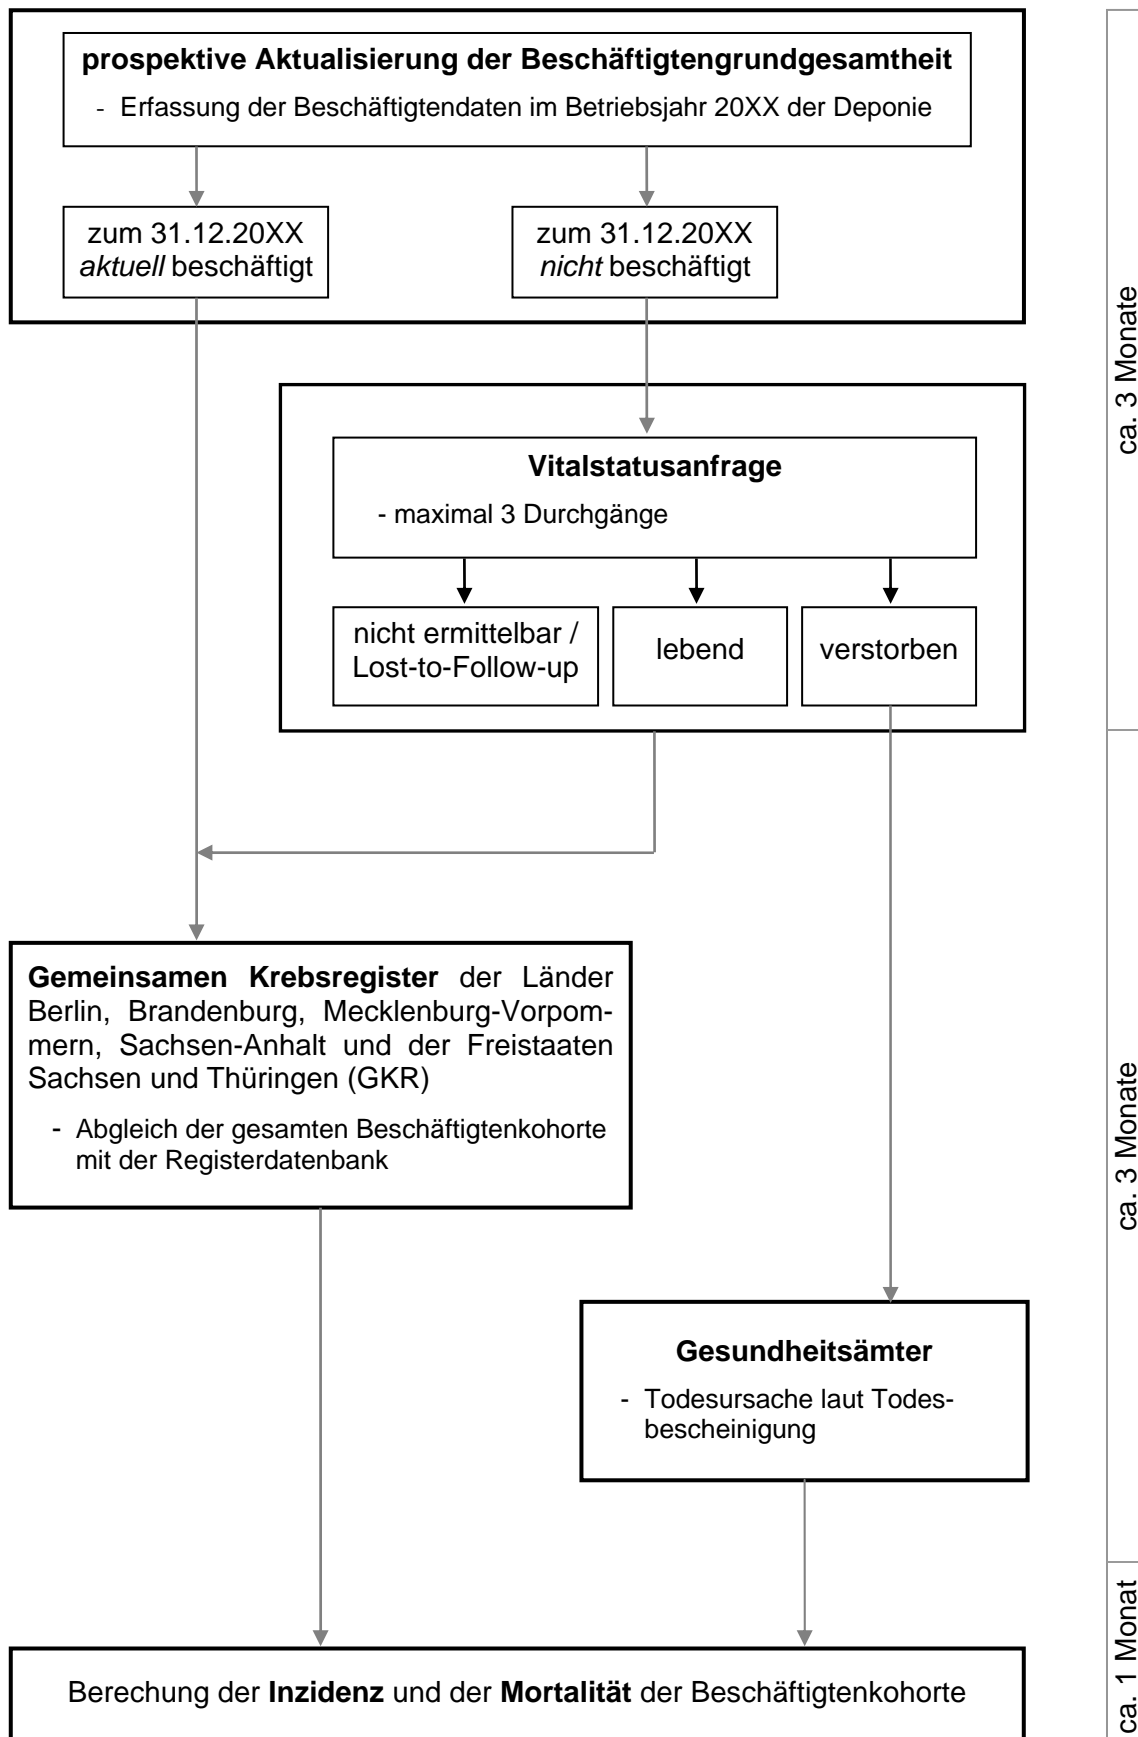 prospektive Aktualisierung der Beschäftigtengrundgesamtheit
- Erfassung der Beschäftigtendaten im Betriebsjahr 20XX der Deponie
zum 31.12.20XX
aktuell beschäftigt
zum 31.12.20XX
nicht beschäftigt
ca. 3 Monate
Vitalstatusanfrage
- maximal 3 Durchgänge
nicht ermittelbar /
Lost-to-Follow-up
lebend
verstorben
Gemeinsamen Krebsregister der Länder
Berlin, Brandenburg, Mecklenburg-Vorpom-
mern, Sachsen-Anhalt und der Freistaaten
Sachsen und Thüringen (GKR)
- Abgleich der gesamten Beschäftigtenkohorte
mit der Registerdatenbank
ca. 3 Monate
Gesundheitsämter
- Todesursache laut Todes-
bescheinigung
Berechung der Inzidenz und der Mortalität der Beschäftigtenkohorte
ca. 1 Monat